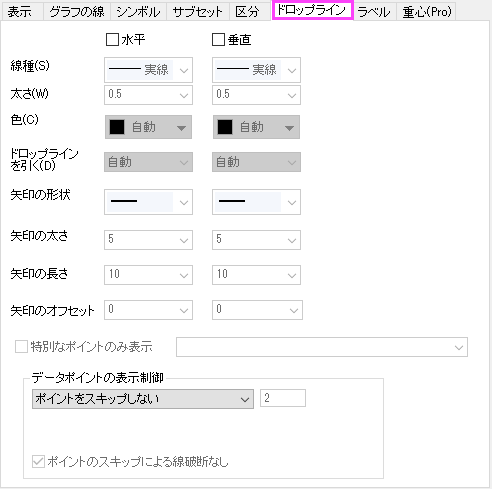 表示 グラフの線 シンボル サブセット 区分 ドロップライン ラベル 重心(Pro)
水平 垂直
線種(S) 実線 実線
太さ(W) 0.5 0.5
色(C) 自動 自動
ドロップライン
を引く(D) 自動 自動
矢印の形状
矢印の太さ 5 5
矢印の長さ 10 10
矢印のオフセット 0 0
特別なポイントのみ表示
データポイントの表示制御
ポイントをスキップしない 2
ポイントのスキップによる線破断なし